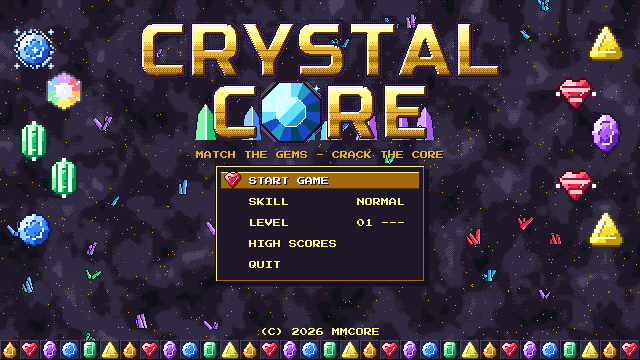 CRYSTAL
CORE
MATCH THE GEMS - CRACK THE CORE
START GAME
SKILL NORMAL
LEVEL 01 ---
HIGH SCORES
QUIT
(C) 2026 MMCORE